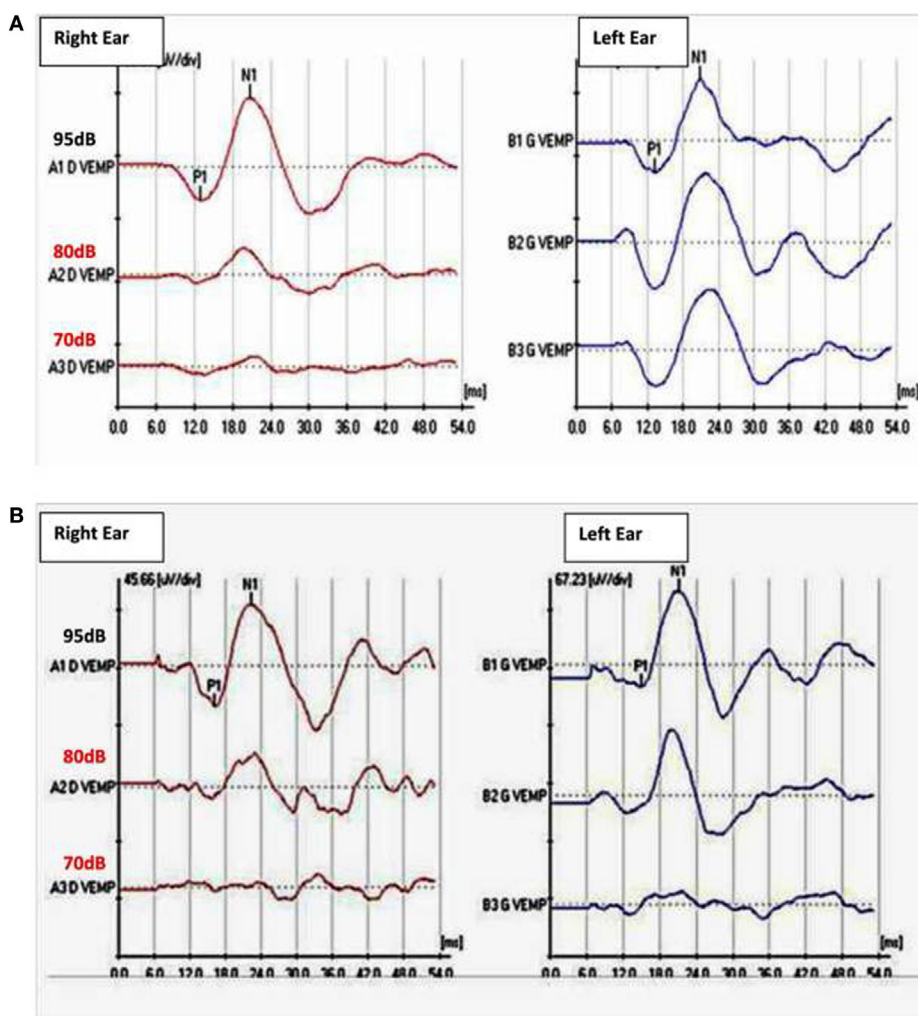 A
Right Ear
Left Ear
V/div]
N1
N1
95dB
A1 D VEMP
P1
B1 G VEMP
P1
80dB
A2 D VEMP
B2 G VEMP
70dB
A3 D VEMP
B3 G VEMP
[ms]
[ms]
0.0 6.0 12.0 18.0 24.0 30.0 36.0 42.0 48.0 54.0
0.0 6.0 12.0 18.0 24.0 30.0 36.0 42.0 48.0 54.0
B
Right Ear
Left Ear
45.66 [uV/div]
N1
67.23 [uV/div]
N1
95dB
A1 D VEMP
P1
B1 G VEMP
P1
80dB
A2 D VEMP
B2 G VEMP
70dB
A3 D VEMP
B3 G VEMP
[ms]
[ms]
0.0 6.0 12.0 18.0 24.0 30.0 36.0 42.0 48.0 54.0
0.0 6.0 12.0 18.0 24.0 30.0 36.0 42.0 48.0 54.0